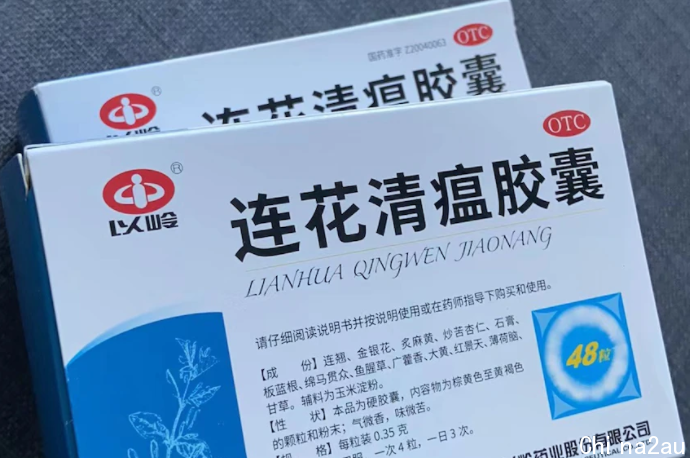 OTC
国药准字 Z20040063
以岭
连花清瘟胶囊
OTC
以岭
连花清瘟胶囊
LIANHUA QINGWEN JIAONANG
请仔细阅读说明书并按说明使用或在药师指导下购买和使用。
【成 份】连翘、金银花、炙麻黄、炒苦杏仁、石膏、
板蓝根、绵马贯众、鱼腥草、广藿香、大黄、红景天、薄荷脑、
甘草。辅料为玉米淀粉。
【性 状】本品为硬胶囊，内容物为棕黄色至黄褐色
的颗粒和粉末；气微香，味微苦。
格】每粒装 0.35 克
一次 4 粒，一日 3 次。
48粒
岭药业股份有限公司